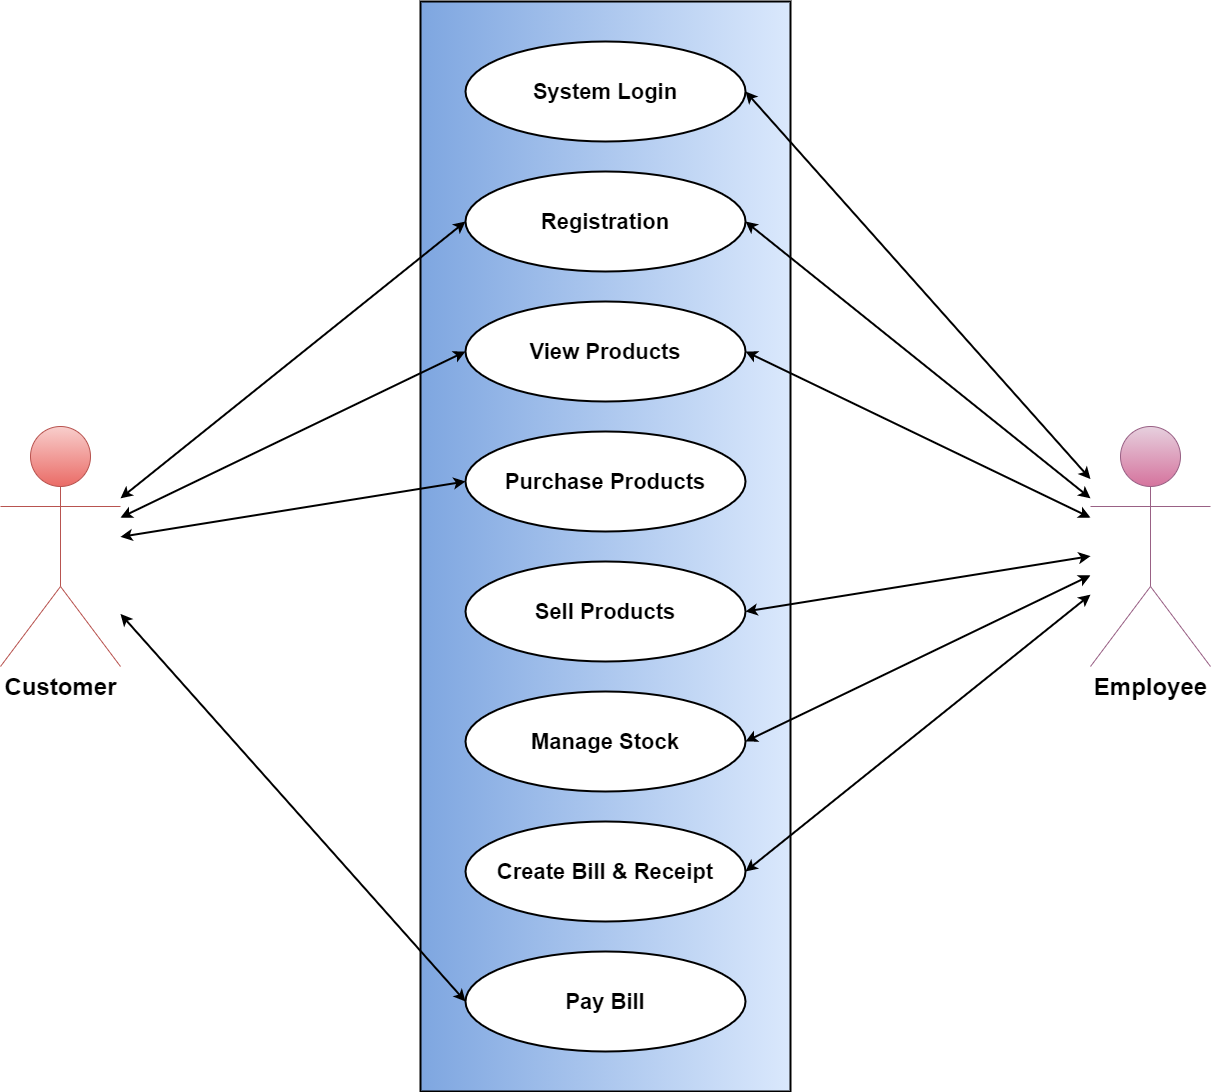 System Login
Registration
View Products
Purchase Products
Sell Products
Customer
Employee
Manage Stock
Create Bill & Receipt
Pay Bill